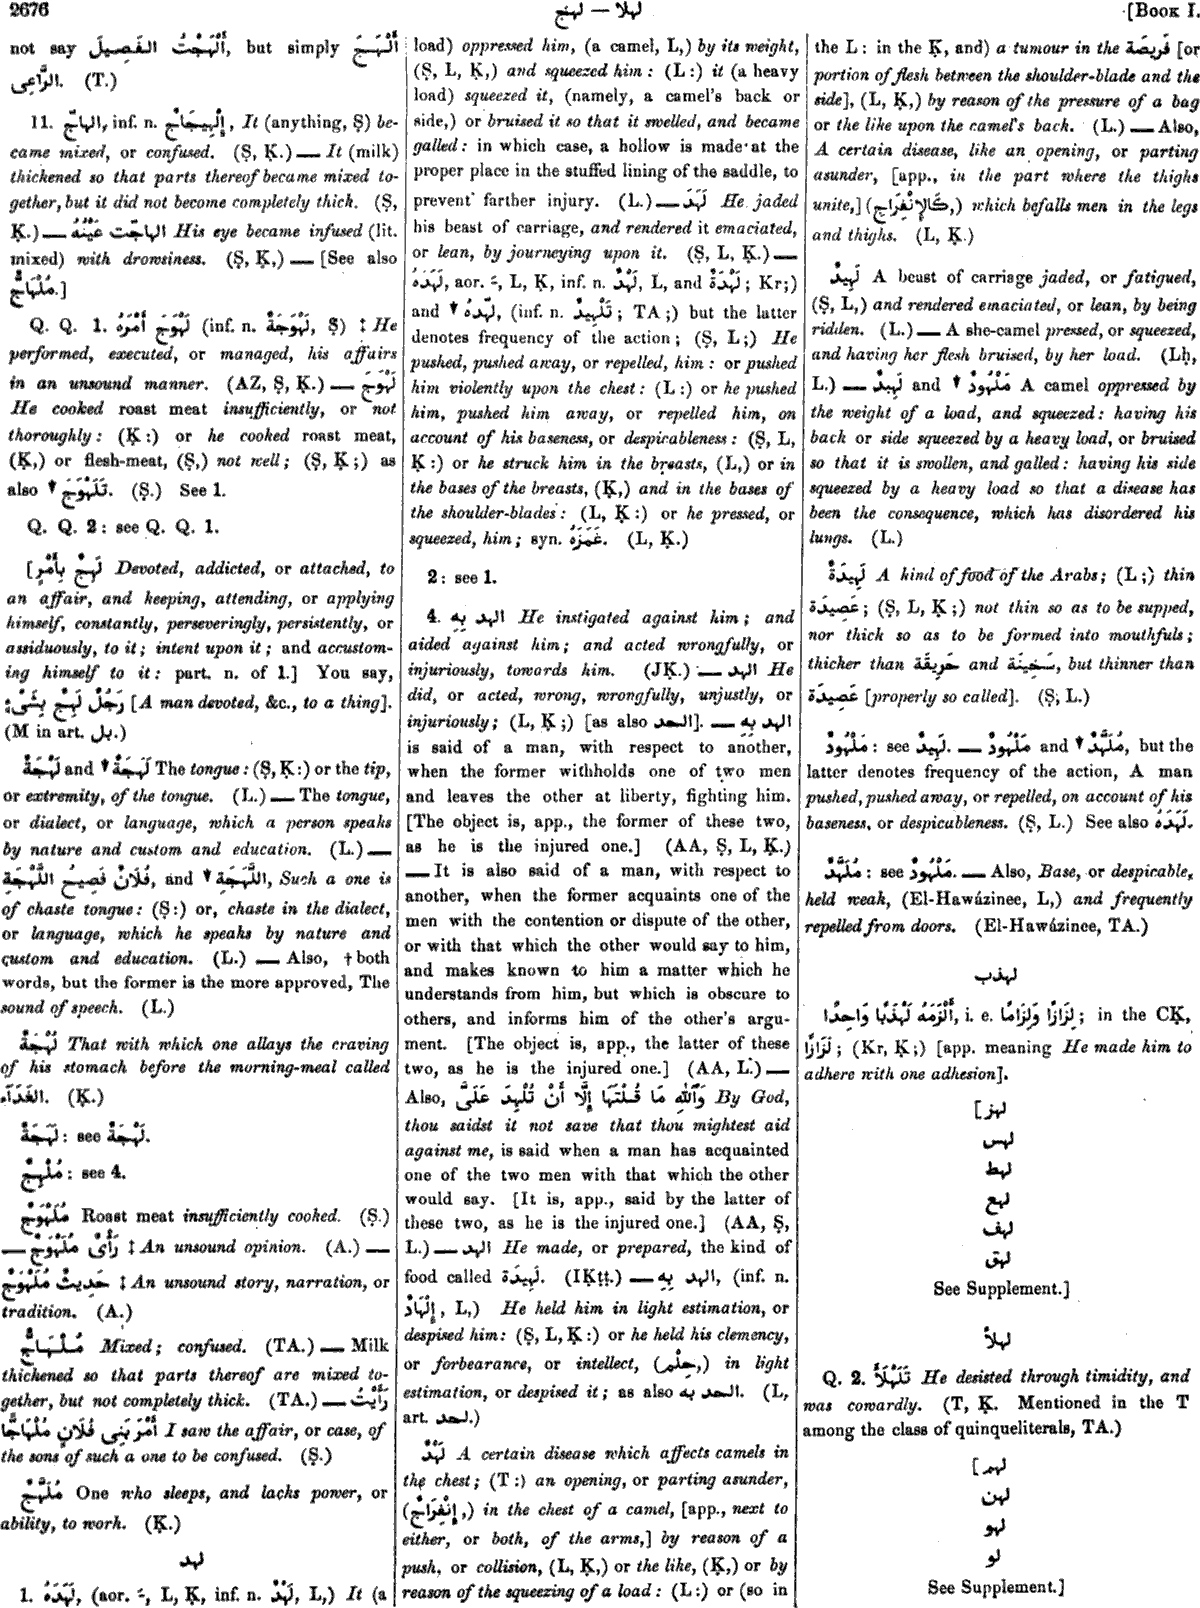 2676
لهج — لهلا
[Book I.
not say أَلْهَجْتُ الفَصِيلَ, but simply أَلْهَجَ
الرَّاعِى. (T.)
11. الهاجّ, inf. n. إِلْهِيجَاجٌ, It (anything, Ṣ) be-
came mixed, or confused. (Ṣ, Ḳ.) — It (milk)
thickened so that parts thereof became mixed to-
gether, but it did not become completely thick. (Ṣ,
Ḳ.) — الهاجّت عَيْنُهُ His eye became infused (lit.
mixed) with drowsiness. (Ṣ, Ḳ,) — [See also
مُلْهَاجٌّ.]
Q. Q. 1. لَهْوَجَ أَمْرَهُ (inf. n. لَهْوَجَةٌ, Ṣ) ‡ He
performed, executed, or managed, his affairs
in an unsound manner. (AZ, Ṣ, Ḳ.) — لَهْوَجَ
He cooked roast meat insufficiently, or not
thoroughly: (Ḳ:) or he cooked roast meat,
(Ḳ,) or flesh-meat, (Ṣ,) not well; (Ṣ, Ḳ;) as
also ▼ تَلَهْوَجَ. (Ṣ.) See 1.
Q. Q. 2: see Q. Q. 1.
[لَهِجٌ بِأَمْرٍ Devoted, addicted, or attached, to
an affair, and keeping, attending, or applying
himself, constantly, perseveringly, persistently, or
assiduously, to it; intent upon it; and accustom-
ing himself to it: part. n. of 1.] You say,
رَجُلٌ لَهِجٌ بِشَىْءٍ [A man devoted, &c., to a thing].
(M in art. بل.)
لَهْجَةٌ and ▼ لَهَجَةٌ The tongue: (Ṣ, Ḳ:) or the tip,
or extremity, of the tongue. (L.) — The tongue,
or dialect, or language, which a person speaks
by nature and custom and education. (L.) —
فُلَانٌ فَصِيحُ اللَّهْجَةِ, and ▼ اللَّهَجَةِ, Such a one is
of chaste tongue: (Ṣ:) or, chaste in the dialect,
or language, which he speaks by nature and
custom and education. (L.) — Also, † both
words, but the former is the more approved, The
sound of speech. (L.)
لُهْجَةٌ That with which one allays the craving
of his stomach before the morning-meal called
الغَدَآء. (Ḳ.)
لَهَجَةٌ: see لَهْجَةٌ.
مُلْهِجٌ: see 4.
مُلَهْوَجٌ Roast meat insufficiently cooked. (Ṣ.)
— رَأْىٌ مُلَهْوَجٌ ‡ An unsound opinion. (A.) —
حَدِيثٌ مُلَهْوَجٌ ‡ An unsound story, narration, or
tradition. (A.)
مُلْهَاجٌّ Mixed; confused. (TA.) — Milk
thickened so that parts thereof are mixed to-
gether, but not completely thick. (TA.) — رَأَيْتُ
أَمْرَ بَنِى فُلَانٍ مُلْهَاجًّا I saw the affair, or case, of
the sons of such a one to be confused. (Ṣ.)
مُلَهَّجٌ One who sleeps, and lacks power, or
ability, to work. (Ḳ.)
لهد
1. لَهَدَهُ, (aor. ـَ, L, Ḳ, inf. n. لَهْدٌ, L,) It (a
load) oppressed him, (a camel, L,) by its weight,
(Ṣ, L, Ḳ,) and squeezed him: (L:) it (a heavy
load) squeezed it, (namely, a camel's back or
side,) or bruised it so that it swelled, and became
galled: in which case, a hollow is made at the
proper place in the stuffed lining of the saddle, to
prevent farther injury. (L.) — لَهَدَ He jaded
his beast of carriage, and rendered it emaciated,
or lean, by journeying upon it. (Ṣ, L, Ḳ.) —
لَهَدَهُ, aor. ـَ, L, Ḳ, inf. n. لَهْدٌ, L, and لَهْدَةٌ; Kr;)
and ▼ لهّدهُ, (inf. n. تَلْهِيدٌ; TA;) but the latter
denotes frequency of the action; (Ṣ, L;) He
pushed, pushed away, or repelled, him: or pushed
him violently upon the chest: (L:) or he pushed
him, pushed him away, or repelled him, on
account of his baseness, or despicableness: (Ṣ, L,
Ḳ:) or he struck him in the breasts, (L,) or in
the bases of the breasts, (Ḳ,) and in the bases of
the shoulder-blades: (L, Ḳ:) or he pressed, or
squeezed, him; syn. غَمَزَهُ. (L, Ḳ.)
2: see 1.
4. الهد بِهِ He instigated against him; and
aided against him; and acted wrongfully, or
injuriously, towards him. (JḲ.) — الهد He
did, or acted, wrong, wrongfully, unjustly, or
injuriously; (L, Ḳ;) [as also الحد]. — الهد بِهِ
is said of a man, with respect to another,
when the former withholds one of two men
and leaves the other at liberty, fighting him.
[The object is, app., the former of these two,
as he is the injured one.] (AA, Ṣ, L, Ḳ.)
— It is also said of a man, with respect to
another, when the former acquaints one of the
men with the contention or dispute of the other,
or with that which the other would say to him,
and makes known to him a matter which he
understands from him, but which is obscure to
others, and informs him of the other's argu-
ment. [The object is, app., the latter of these
two, as he is the injured one.] (AA, L.) —
Also, وَٱللّٰهِ مَا قُلْتَهَا إِلَّا أَنْ تُلْهِدَ عَلَىَّ By God,
thou saidst it not save that thou mightest aid
against me, is said when a man has acquainted
one of the two men with that which the other
would say. [It is, app., said by the latter of
these two, as he is the injured one.] (AA, Ṣ,
L.) — الهد He made, or prepared, the kind of
food called لَهِيدَة. (IḲṭṭ.) — الهد بِهِ, (inf. n.
إِلْهَادٌ, L,) He held him in light estimation, or
despised him: (Ṣ, L, Ḳ:) or he held his clemency,
or forbearance, or intellect, (حِلْم,) in light
estimation, or despised it; as also الحد به. (L,
art. لحد.)
لَهْدٌ A certain disease which affects camels in
the chest; (T:) an opening, or parting asunder,
(إِنْفِرَاجٌ,) in the chest of a camel, [app., next to
either, or both, of the arms,] by reason of a
push, or collision, (L, Ḳ,) or the like, (Ḳ,) or by
reason of the squeezing of a load: (L:) or (so in
the L: in the Ḳ, and) a tumour in the فَرِيصَة [or
portion of flesh between the shoulder-blade and the
side], (L, Ḳ,) by reason of the pressure of a bag
or the like upon the camel's back. (L.) — Also,
A certain disease, like an opening, or parting
asunder, [app., in the part where the thighs
unite,] (كَالإِنْفِرَاجِ,) which befalls men in the legs
and thighs. (L, Ḳ.)
لَهِيدٌ A beast of carriage jaded, or fatigued,
(Ṣ, L,) and rendered emaciated, or lean, by being
ridden. (L.) — A she-camel pressed, or squeezed,
and having her flesh bruised, by her load. (Lḥ,
L.) — لَهِيدٌ and ▼ مَلْهُودٌ A camel oppressed by
the weight of a load, and squeezed: having his
back or side squeezed by a heavy load, or bruised
so that it is swollen, and galled: having his side
squeezed by a heavy load so that a disease has
been the consequence, which has disordered his
lungs. (L.)
لَهِيدَةٌ A kind of food of the Arabs; (L;) thin
عَصِيدَة; (Ṣ, L, Ḳ;) not thin so as to be supped,
nor thick so as to be formed into mouthfuls;
thicker than حَرِيقَة and سَخِينَة, but thinner than
عَصِيدَة [properly so called]. (Ṣ, L.)
مَلْهُودٌ: see لَهِيدٌ. — مَلْهُودٌ and ▼ مُلَهَّدٌ, but the
latter denotes frequency of the action, A man
pushed, pushed away, or repelled, on account of his
baseness, or despicableness. (Ṣ, L.) See also لَهَدَهُ.
مُلَهَّدٌ: see مَلْهُودٌ. — Also, Base, or despicable,
held weak, (El-Hawázinee, L,) and frequently
repelled from doors. (El-Hawázinee, TA.)
لهذب
أَلْزَمَهُ لَهْذَبًا وَاحِدًا, i. e. لِزَازًا وَلِزَامًا; in the CḲ,
لَزَازًا; (Kr, Ḳ;) [app. meaning He made him to
adhere with one adhesion].
[لهز
لهس
لهط
لهع
لهف
لهق
See Supplement.]
لهلأ
Q. 2. تَلَهْلَأَ He desisted through timidity, and
was cowardly. (T, Ḳ. Mentioned in the T
among the class of quinqueliterals, TA.)
[لهم
لهن
لهو
لو
See Supplement.]